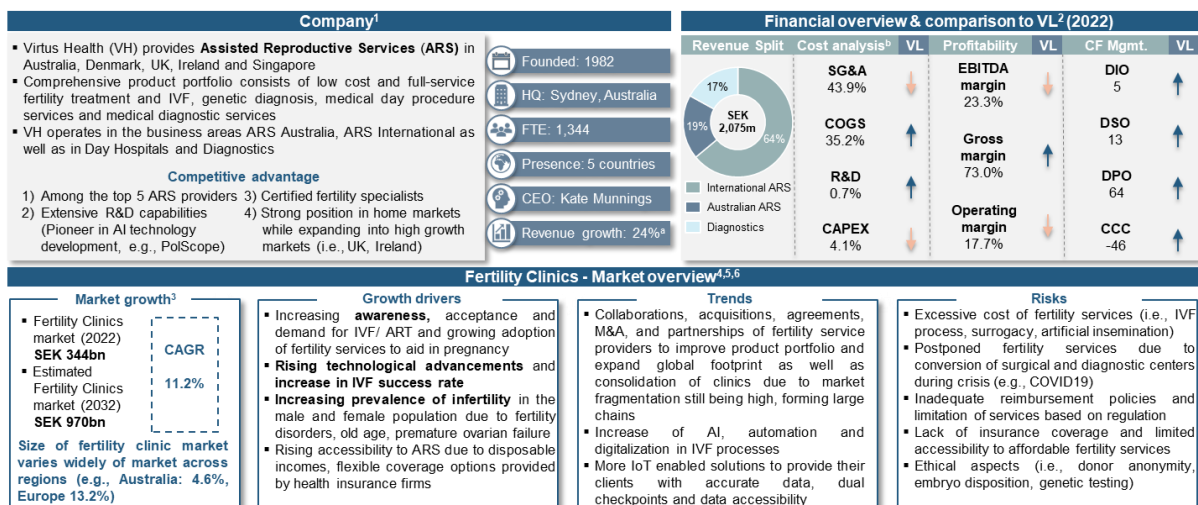 Company1
Virtus Health (VH) provides Assisted Reproductive Services (ARS) in
Australia, Denmark, UK, Ireland and Singapore
Comprehensive product portfolio consists of low cost and full-service
fertility treatment and IVF, genetic diagnosis, medical day procedure
services and medical diagnostic services
VH operates in the business areas ARS Australia, ARS International as
well as in Day Hospitals and Diagnostics
Competitive advantage
1) Among the top 5 ARS providers
2) Extensive R&D capabilities
(Pioneer in AI technology
development, e.g., PolScope)
3) Certified fertility specialists
4) Strong position in home markets
while expanding into high growth
markets (i.e., UK, Ireland)
Founded: 1982
HQ: Sydney, Australia
FTE: 1,344
Presence: 5 countries
CEO: Kate Munnings
Revenue growth: 24%a
Financial overview & comparison to VL2 (2022)
Revenue Split
17%
19%
64%
SEK
2,075m
International ARS
Australian ARS
Diagnostics
Cost analysisb VL
SG&A
43.9%
COGS
35.2%
R&D
0.7%
CAPEX
4.1%
Profitability VL
EBITDA
margin
23.3%
Gross
margin
73.0%
Operating
margin
17.7%
CF Mgmt. VL
DIO
5
DSO
13
DPO
64
CCC
-46
Fertility Clinics - Market overview4,5,6
Market growth3
Fertility Clinics
market (2022)
SEK 344bn
Estimated
Fertility Clinics
market (2032)
SEK 970bn
CAGR
11.2%
Size of fertility clinic market
varies widely of market across
regions (e.g., Australia: 4.6%,
Europe 13.2%)
Growth drivers
Increasing awareness, acceptance and
demand for IVF/ ART and growing adoption
of fertility services to aid in pregnancy
Rising technological advancements and
increase in IVF success rate
Increasing prevalence of infertility in the
male and female population due to fertility
disorders, old age, premature ovarian failure
Rising accessibility to ARS due to disposable
incomes, flexible coverage options provided
by health insurance firms
Trends
Collaborations, acquisitions, agreements,
M&A, and partnerships of fertility service
providers to improve product portfolio and
expand global footprint as well as
consolidation of clinics due to market
fragmentation still being high, forming large
chains
Increase of AI, automation and
digitalization in IVF processes
More IoT enabled solutions to provide their
clients with accurate data, dual
checkpoints and data accessibility
Risks
Excessive cost of fertility services (i.e., IVF
process, surrogacy, artificial insemination)
Postponed fertility services due to
conversion of surgical and diagnostic centers
during crisis (e.g., COVID19)
Inadequate reimbursement policies and
limitation of services based on regulation
Lack of insurance coverage and limited
accessibility to affordable fertility services
Ethical aspects (i.e., donor anonymity,
embryo disposition, genetic testing)